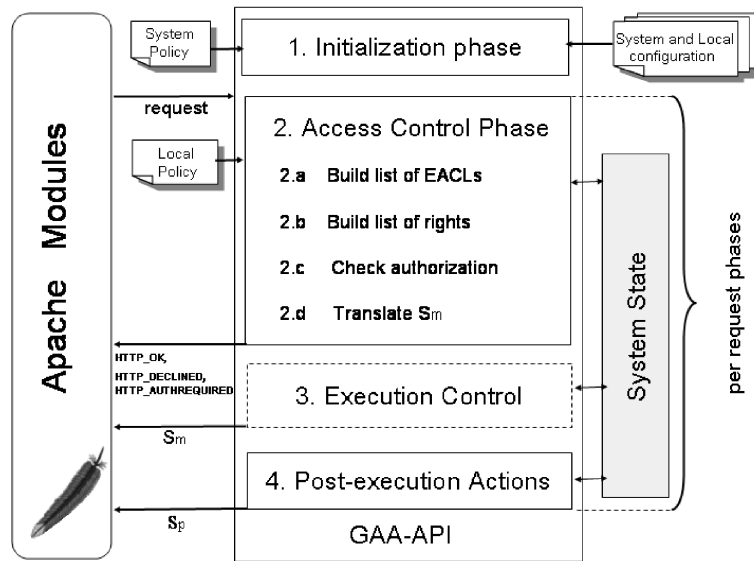 System
Policy
1. Initialization phase
System and Local
configuration
request
2. Access Control Phase
Local
Policy
2.a Build list of EACLs
2.b Build list of rights
2.c Check authorization
2.d Translate Sm
HTTP_OK,
HTTP_DECLINED,
HTTP_AUTHREQUIRED
3. Execution Control
Sm
4. Post-execution Actions
Sp
GAA-API
Apache Modules
System State
per request phases